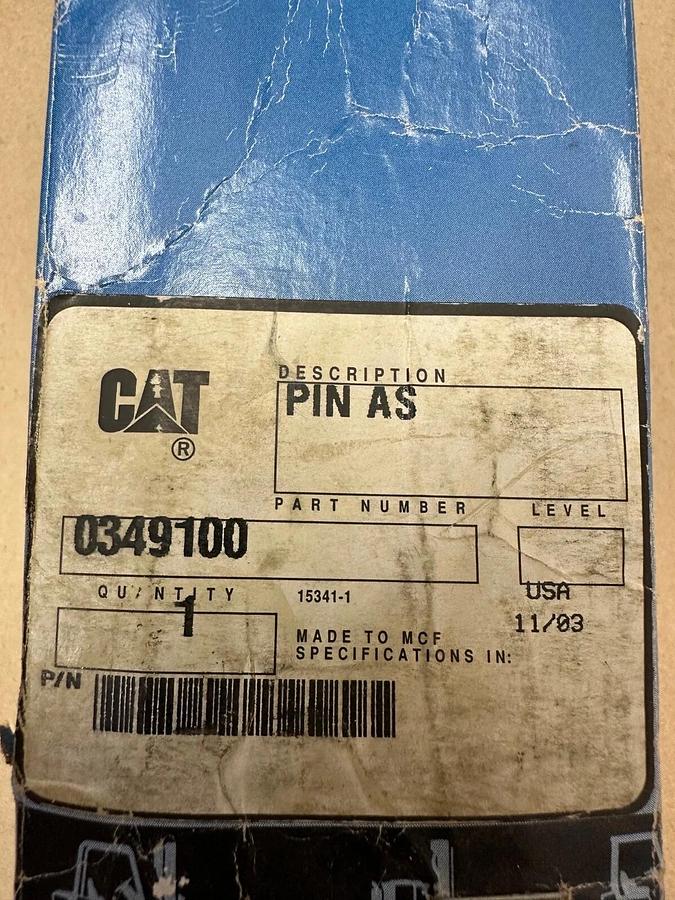 CAT
®
DESCRIPTION
PIN AS
PART NUMBER
LEVEL
0349100
QUANTITY
15341-1
USA
1
11/03
MADE TO MCF
SPECIFICATIONS IN:
P/N